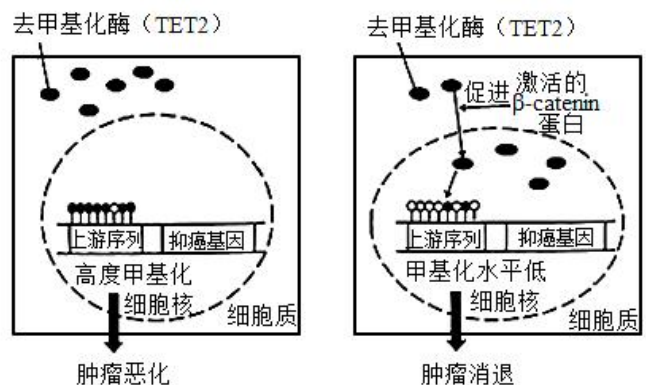 去甲基化酶（TET2）
上游序列 抑癌基因
高度甲基化
细胞核
细胞质
肿瘤恶化
去甲基化酶（TET2）
促进
激活的
β-catenin
蛋白
上游序列 抑癌基因
甲基化水平低
细胞核
细胞质
肿瘤消退